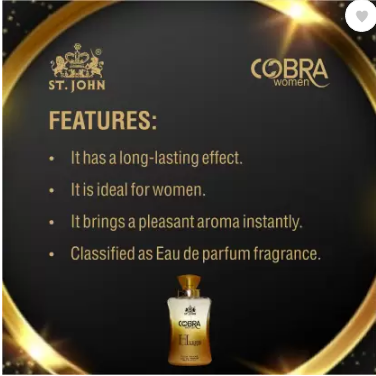 ST. JOHN
COBRA
women
FEATURES:
• It has a long-lasting effect.
• It is ideal for women.
• It brings a pleasant aroma instantly.
• Classified as Eau de parfum fragrance.
COBRA